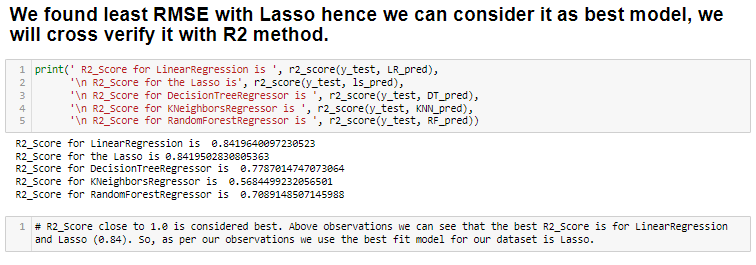 We found least RMSE with Lasso hence we can consider it as best model, we
will cross verify it with R2 method.
1 print(' R2_Score for LinearRegression is ', r2_score(y_test, LR_pred),
2 '\n R2_Score for the Lasso is', r2_score(y_test, ls_pred),
3 '\n R2_Score for DecisionTreeRegressor is ', r2_score(y_test, DT_pred),
4 '\n R2_Score for KNeighborsRegressor is ', r2_score(y_test, KNN_pred),
5 '\n R2_Score for RandomForestRegressor is ', r2_score(y_test, RF_pred))
R2_Score for LinearRegression is 0.8419640097230523
R2_Score for the Lasso is 0.8419502830805363
R2_Score for DecisionTreeRegressor is 0.7787014747073064
R2_Score for KNeighborsRegressor is 0.5684499232056501
R2_Score for RandomForestRegressor is 0.7089148507145988
1 # R2_Score close to 1.0 is considered best. Above observations we can see that the best R2_Score is for LinearRegression
and Lasso (0.84). So, as per our observations we use the best fit model for our dataset is Lasso.